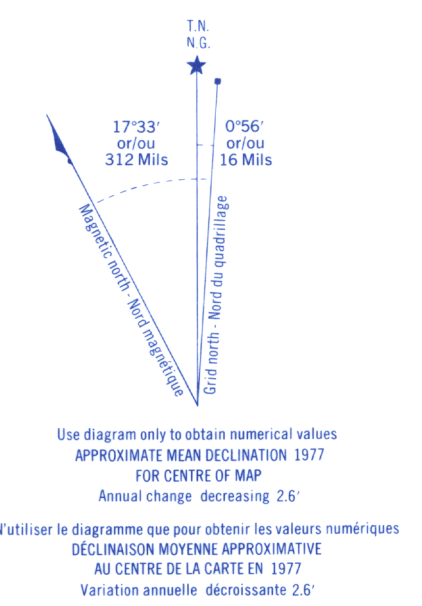 T.N.
N.G.
17°33′
or/ou
312 Mils
0°56′
or/ou
16 Mils
Magnetic north - Nord magnétique
Grid north - Nord du quadrillage
Use diagram only to obtain numerical values
APPROXIMATE MEAN DECLINATION 1977
FOR CENTRE OF MAP
Annual change decreasing 2.6′
N'utiliser le diagramme que pour obtenir les valeurs numériques
DÉCLINAISON MOYENNE APPROXIMATIVE
AU CENTRE DE LA CARTE EN 1977
Variation annuelle décroissante 2.6′